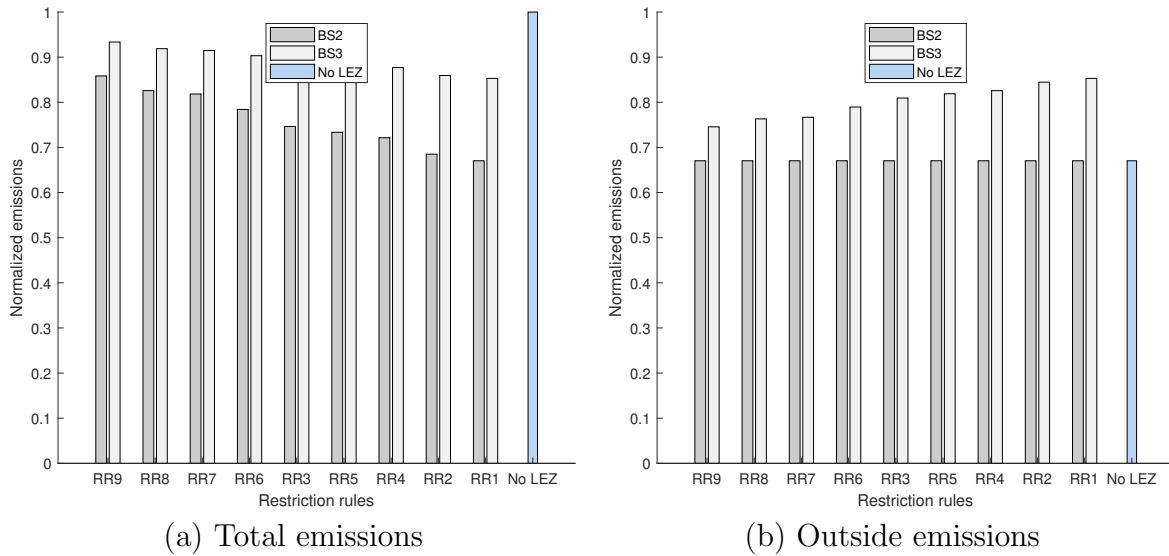 1
0.9
0.8
0.7
0.6
0.5
0.4
0.3
0.2
0.1
0
Normalized emissions
BS2
BS3
No LEZ
RR9 RR8 RR7 RR6 RR3 RR5 RR4 RR2 RR1 No LEZ
Restriction rules
(a) Total emissions
1
0.9
0.8
0.7
0.6
0.5
0.4
0.3
0.2
0.1
0
Normalized emissions
BS2
BS3
No LEZ
RR9 RR8 RR7 RR6 RR3 RR5 RR4 RR2 RR1 No LEZ
Restriction rules
(b) Outside emissions